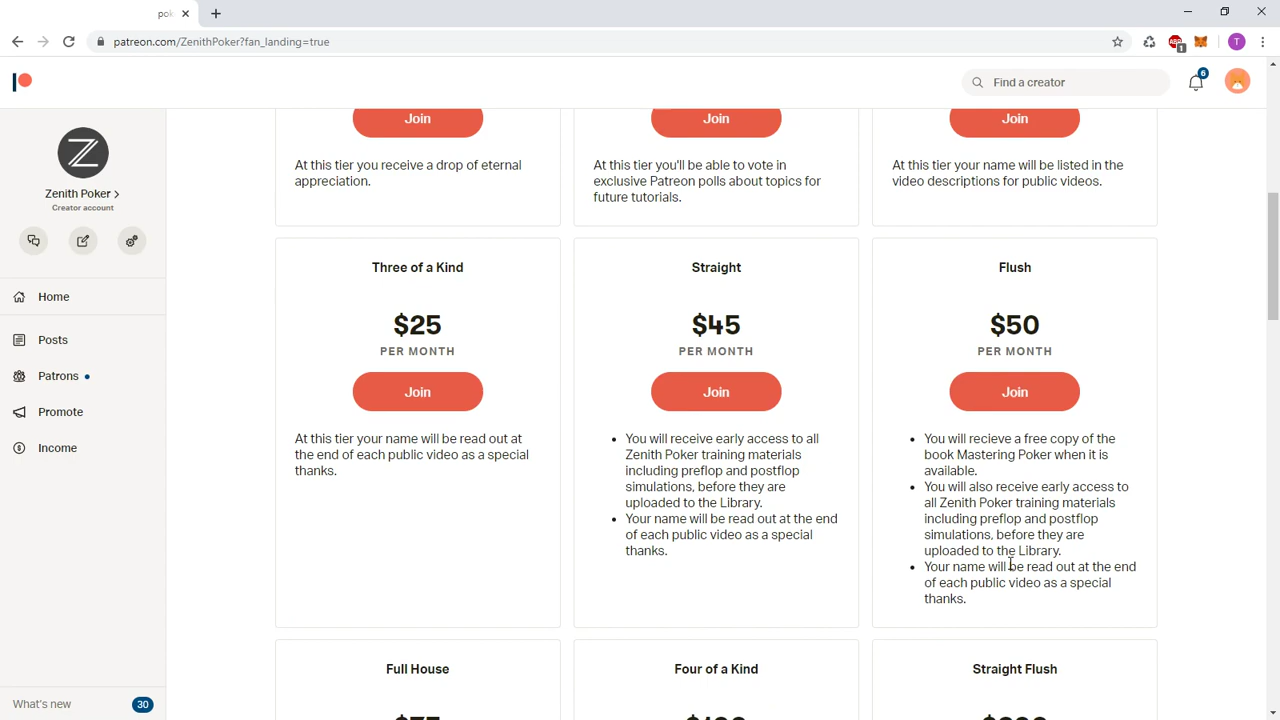 patreon.com/ZenithPoker?fan_landing=true
ABP
1
T
Find a creator
6
Zenith Poker
Creator account
Home
Posts
Patrons
Promote
Income
What's new
30
Join
Join
Join
At this tier you receive a drop of eternal
appreciation.
At this tier you'll be able to vote in
exclusive Patreon polls about topics for
future tutorials.
At this tier your name will be listed in the
video descriptions for public videos.
Three of a Kind
$25
PER MONTH
Join
At this tier your name will be read out at
the end of each public video as a special
thanks.
Straight
$45
PER MONTH
Join
You will receive early access to all
Zenith Poker training materials
including preflop and postflop
simulations, before they are
uploaded to the Library.
Your name will be read out at the end
of each public video as a special
thanks.
Flush
$50
PER MONTH
Join
You will recieve a free copy of the
book Mastering Poker when it is
available.
You will also receive early access to
all Zenith Poker training materials
including preflop and postflop
simulations, before they are
uploaded to the Library.
Your name will be read out at the end
of each public video as a special
thanks.
Full House
Four of a Kind
Straight Flush